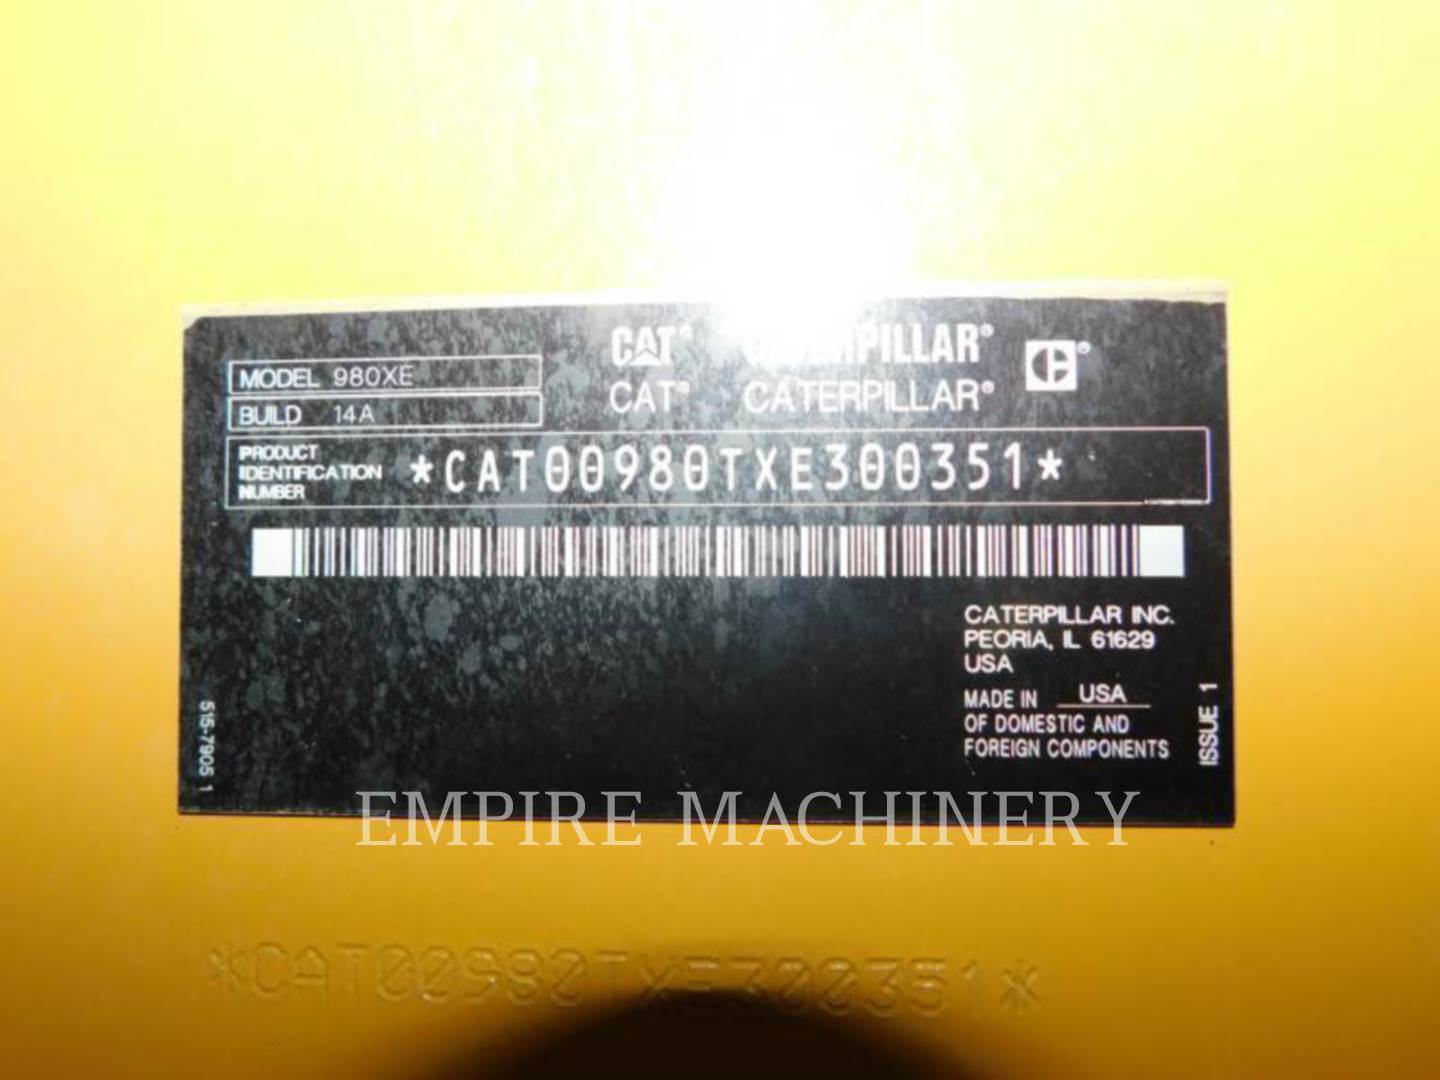 CAT® CATERPILLAR®
MODEL 980XE
CAT® CATERPILLAR®
BUILD 14A
PRODUCT
IDENTIFICATION
NUMBER
*CAT00980TXE300351*
CATERPILLAR INC.
PEORIA, IL 61629
USA
MADE IN USA
OF DOMESTIC AND
FOREIGN COMPONENTS
515-7905 1
ISSUE 1
EMPIRE MACHINERY
*CAT00980TXE300351*